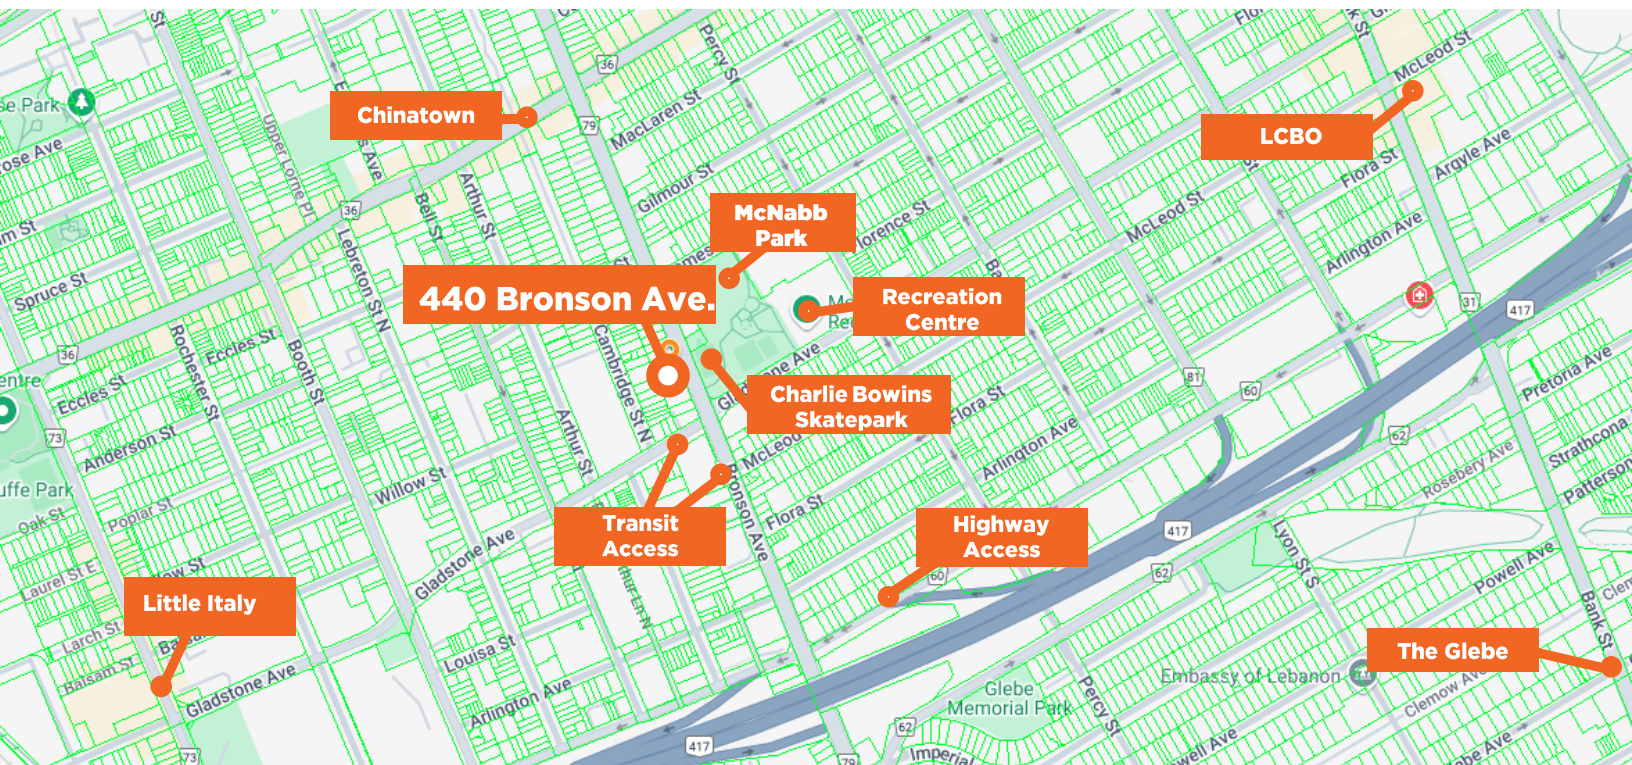 St
36
Percy St
Bank St
McLeod St
LCBO
Chinatown
79
MacLaren St
Upper Lorne Pl
Argyle Ave
Flora St
Gilmour St
Arthur St
Bell St
36
McNabb
Park
McLeod St
Arlington Ave
Spruce St
Lebreton St N
440 Bronson Ave.
Recreation
Centre
31
417
36
Rochester St
Eccles St
Booth St
Cambridge St N
Gladstone Ave
Pretoria Ave
Eccles St
81
60
Charlie Bowins
Skatepark
Flora St
73
Anderson St
Arthur St
McLeod
Arlington Ave
62
Strathcona
Rosebery Ave
Patterson
Willow St
Poplar St
Oak St
Bronson Ave
Flora St
Transit
Access
Highway
Access
417
Lyon St S
Gladstone Ave
60
62
Powell Ave
Laurel St E
Little Italy
Larch St
Balsam St
Louisa St
Bank St
The Glebe
Embassy of Lebanon
Gladstone Ave
Arlington Ave
Glebe
Memorial Park
Percy St
Clemow Ave
417
62
73
79
Imperial